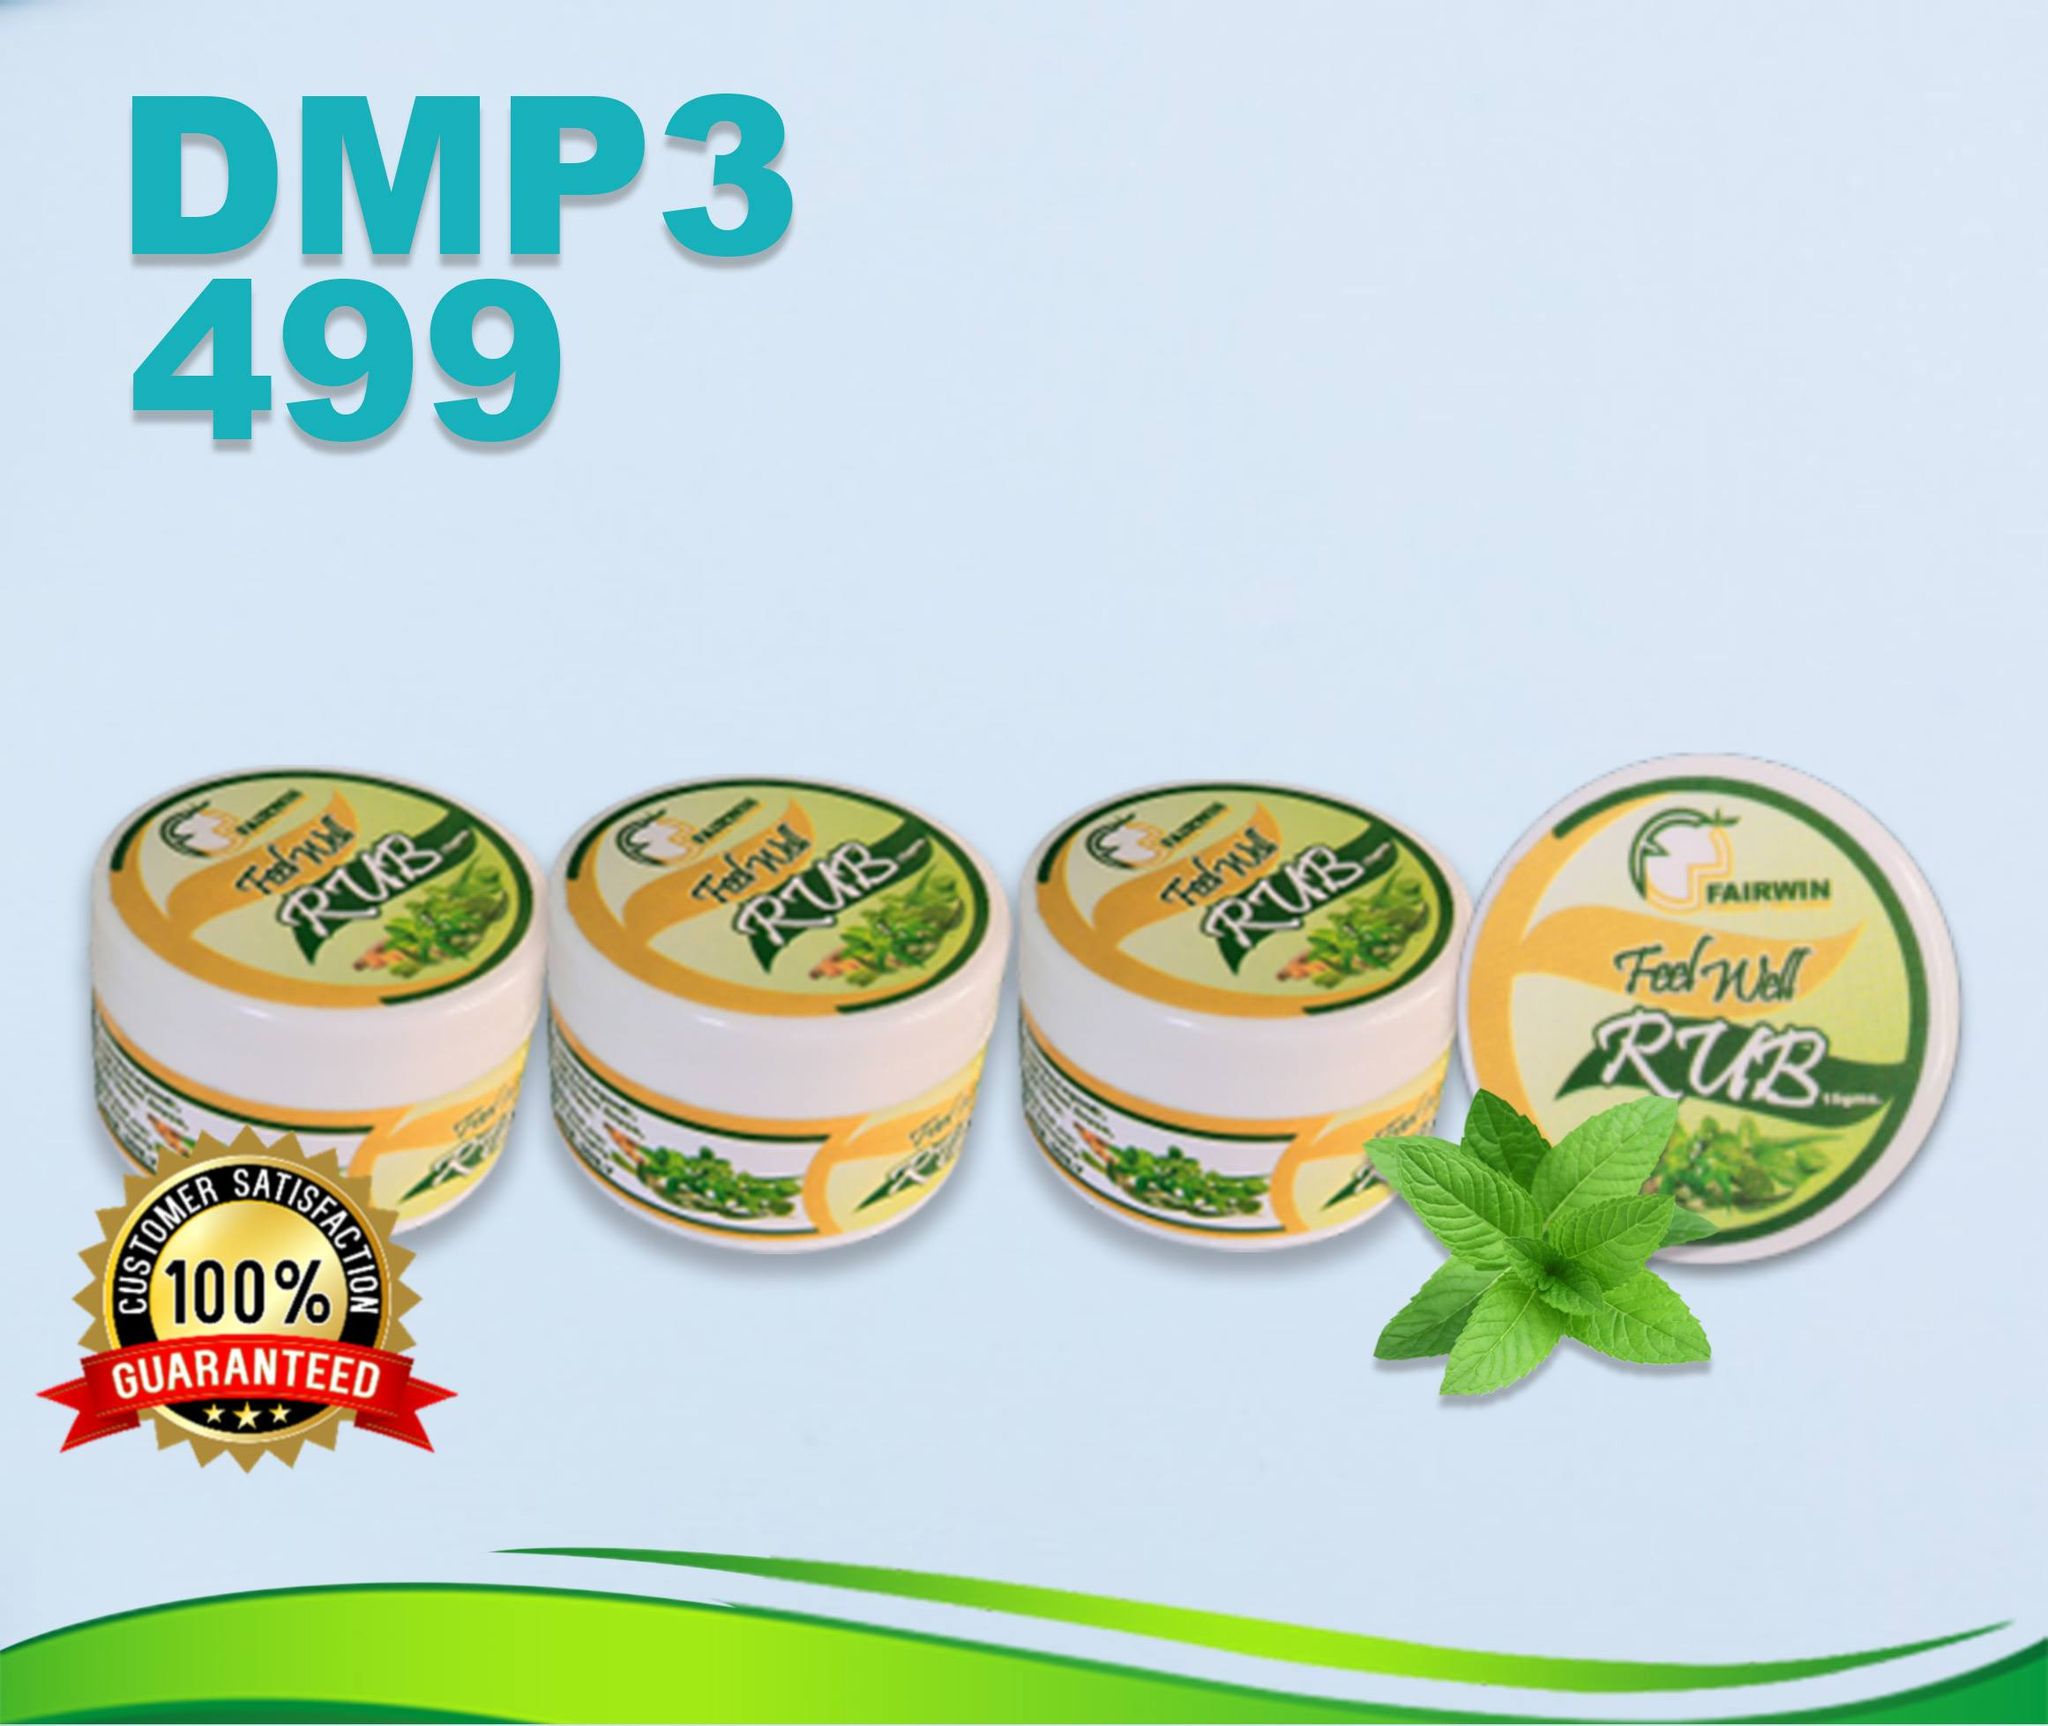 DMP3
499
FAIRWIN
Feel Well
RUB
FAIRWIN
Feel Well
RUB
FAIRWIN
Feel Well
RUB
FAIRWIN
Feel Well
RUB 15gms.
CUSTOMER SATISFACTION
100%
GUARANTEED